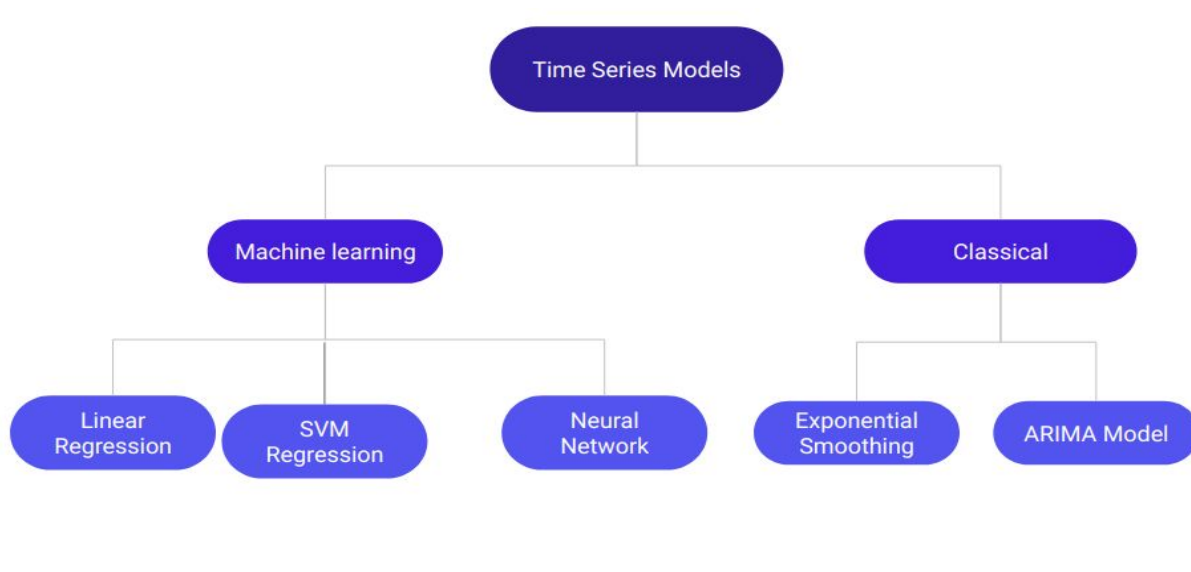 Time Series Models
Machine learning
Classical
Linear
Regression
SVM
Regression
Neural
Network
Exponential
Smoothing
ARIMA Model